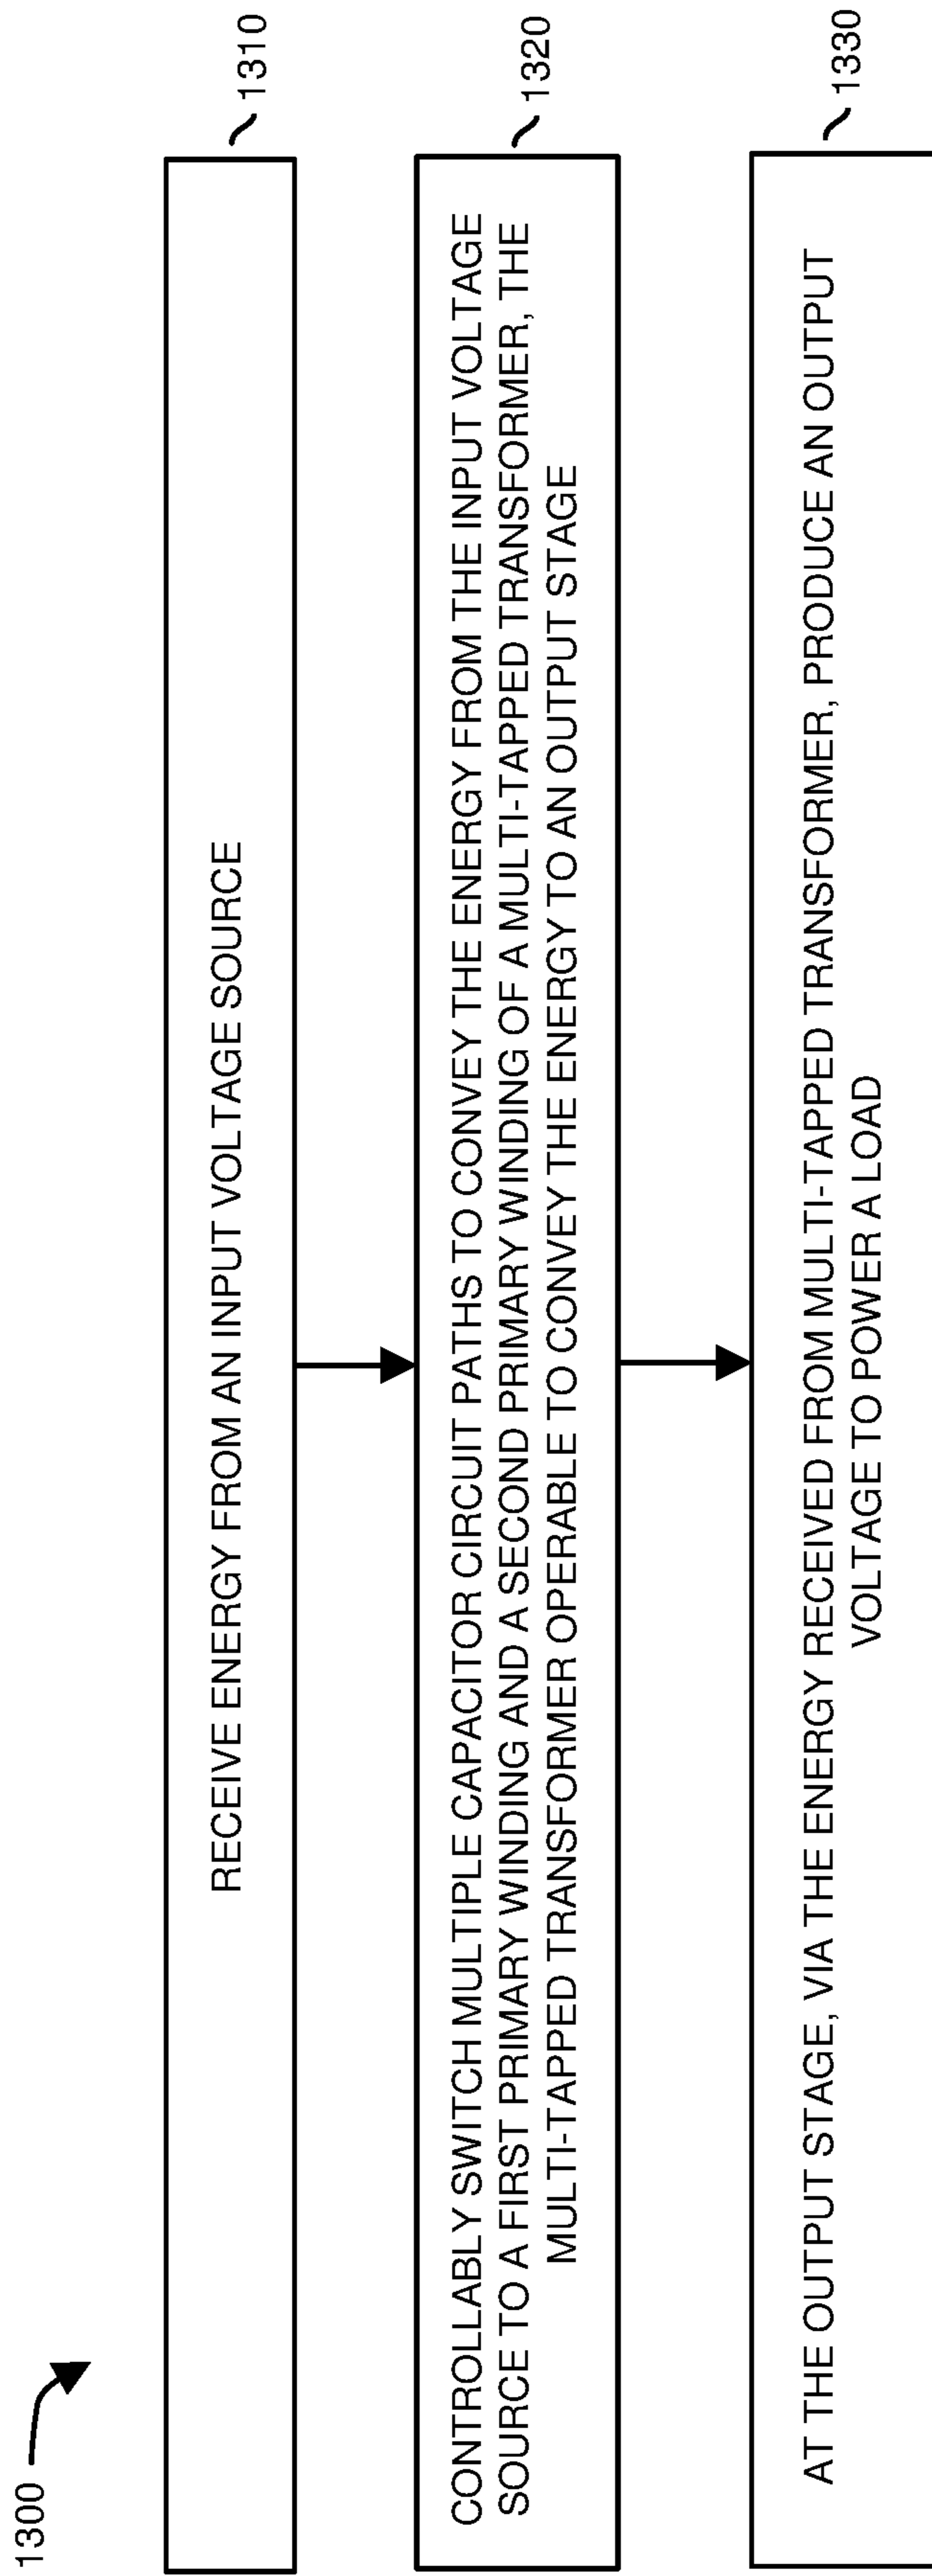 1300
RECEIVE ENERGY FROM AN INPUT VOLTAGE SOURCE
1310
CONTROLLABLY SWITCH MULTIPLE CAPACITOR CIRCUIT PATHS TO CONVEY THE ENERGY FROM THE INPUT VOLTAGE
SOURCE TO A FIRST PRIMARY WINDING AND A SECOND PRIMARY WINDING OF A MULTI-TAPPED TRANSFORMER, THE
MULTI-TAPPED TRANSFORMER OPERABLE TO CONVEY THE ENERGY TO AN OUTPUT STAGE
1320
AT THE OUTPUT STAGE, VIA THE ENERGY RECEIVED FROM MULTI-TAPPED TRANSFORMER, PRODUCE AN OUTPUT
VOLTAGE TO POWER A LOAD
1330